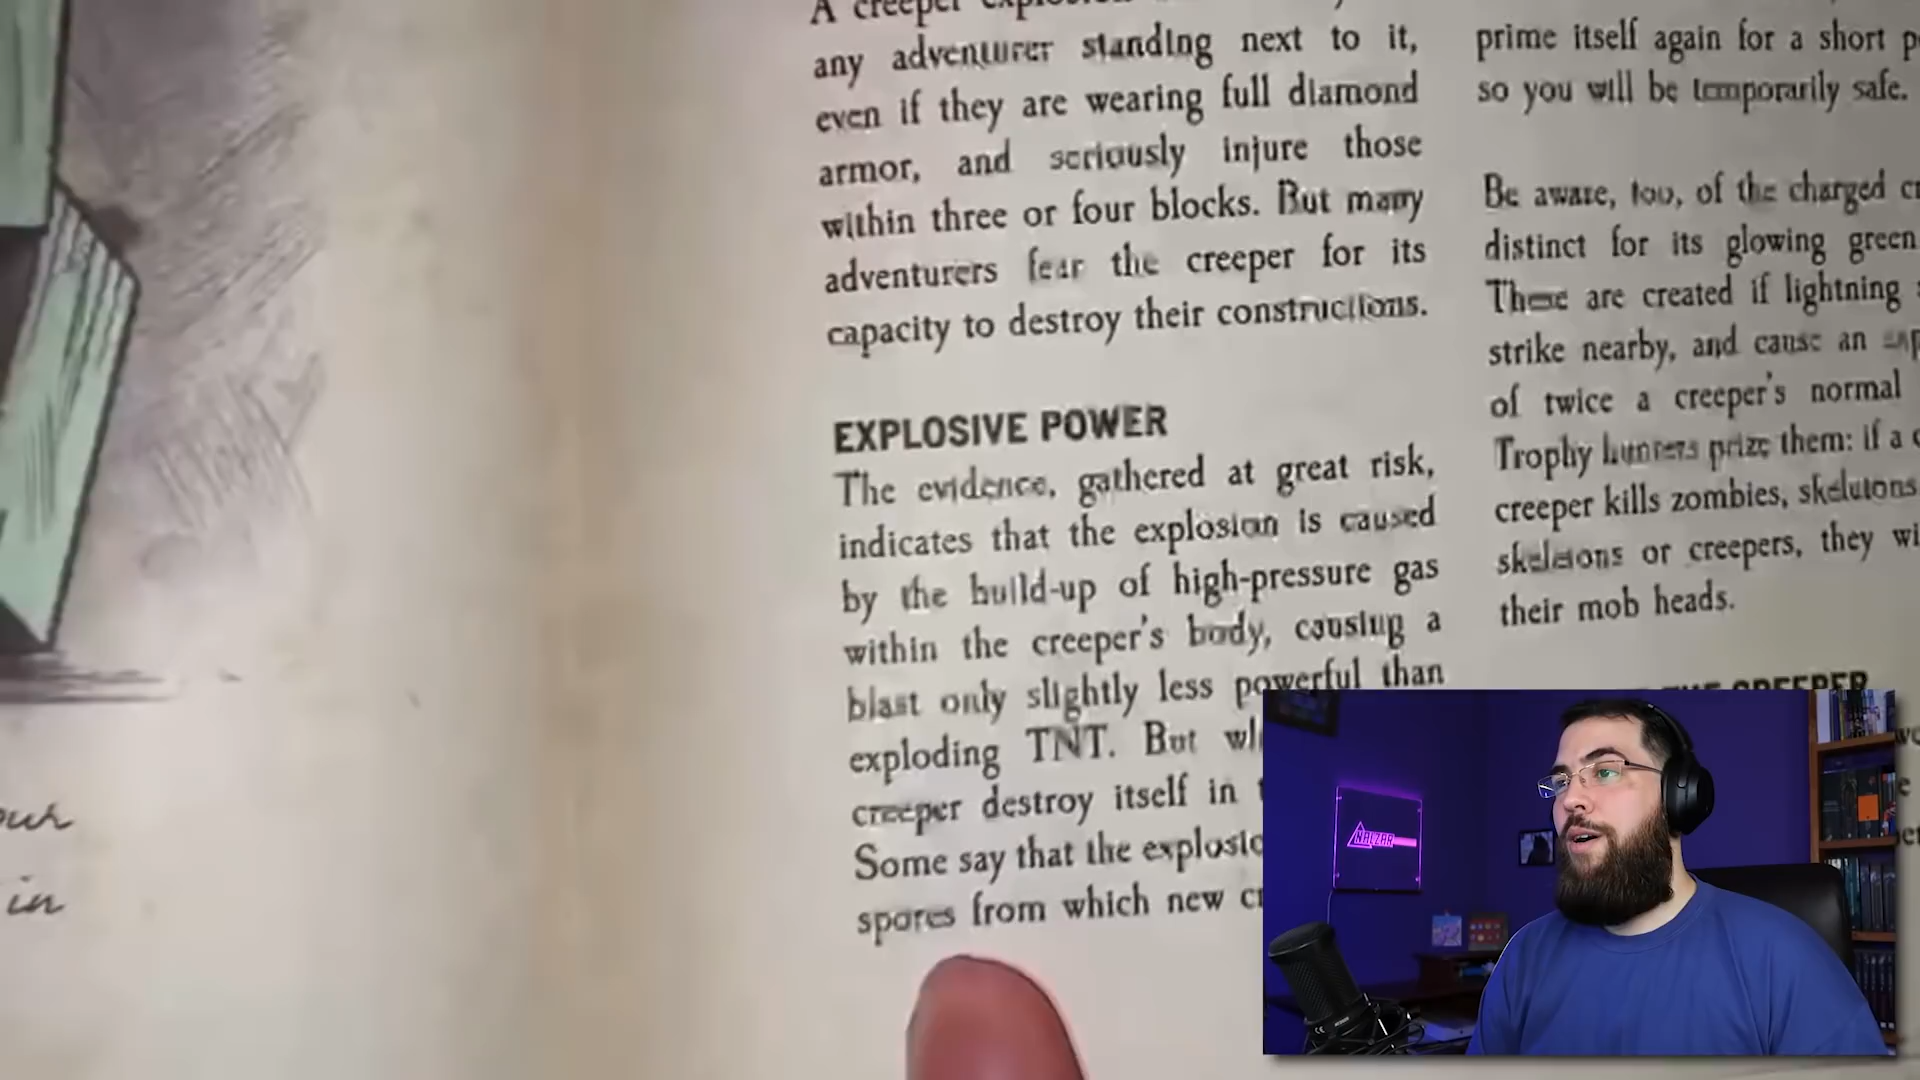 A creeper
any adventurer standing next to it,
even if they are wearing full diamond
armor, and seriously injure those
within three or four blocks. But many
adventurers fear the creeper for its
capacity to destroy their constructions.
EXPLOSIVE POWER
The evidence, gathered at great risk,
indicates that the explosion is caused
by the build-up of high-pressure gas
within the creeper's body, causing a
blast only slightly less powerful than
exploding TNT. But
creeper destroy itself in
Some say that the
spores from which new
prime itself again for a short
so you will be temporarily safe.
Be aware, too, of the charged
distinct for its glowing green
These are created if lightning
strike nearby, and cause an
of twice a creeper's normal
Trophy hunters prize them: if a
creeper kills zombies, skeletons
skeletons or creepers, they
their mob heads.
CREEPER
in
NALZAR